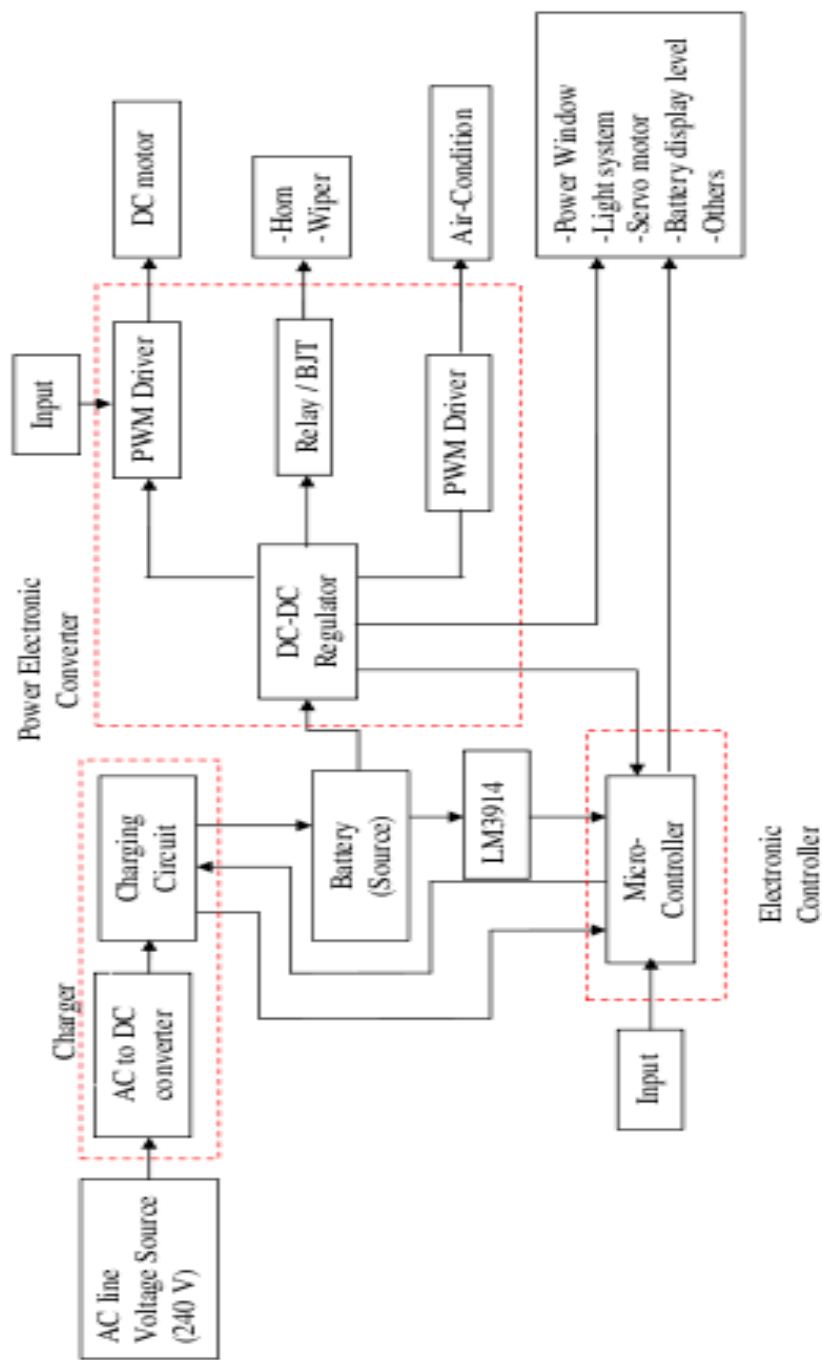 AC line
Voltage Source
(240 V)
Charger
AC to DC
converter
Charging
Circuit
Power Electronic
Converter
Input
PWM Driver
DC motor
DC-DC
Regulator
Relay / BJT
-Horn
-Wiper
PWM Driver
Air-Condition
Battery
(Source)
LM3914
Input
Micro-
Controller
Electronic
Controller
-Power Window
-Light system
-Servo motor
-Battery display level
-Others